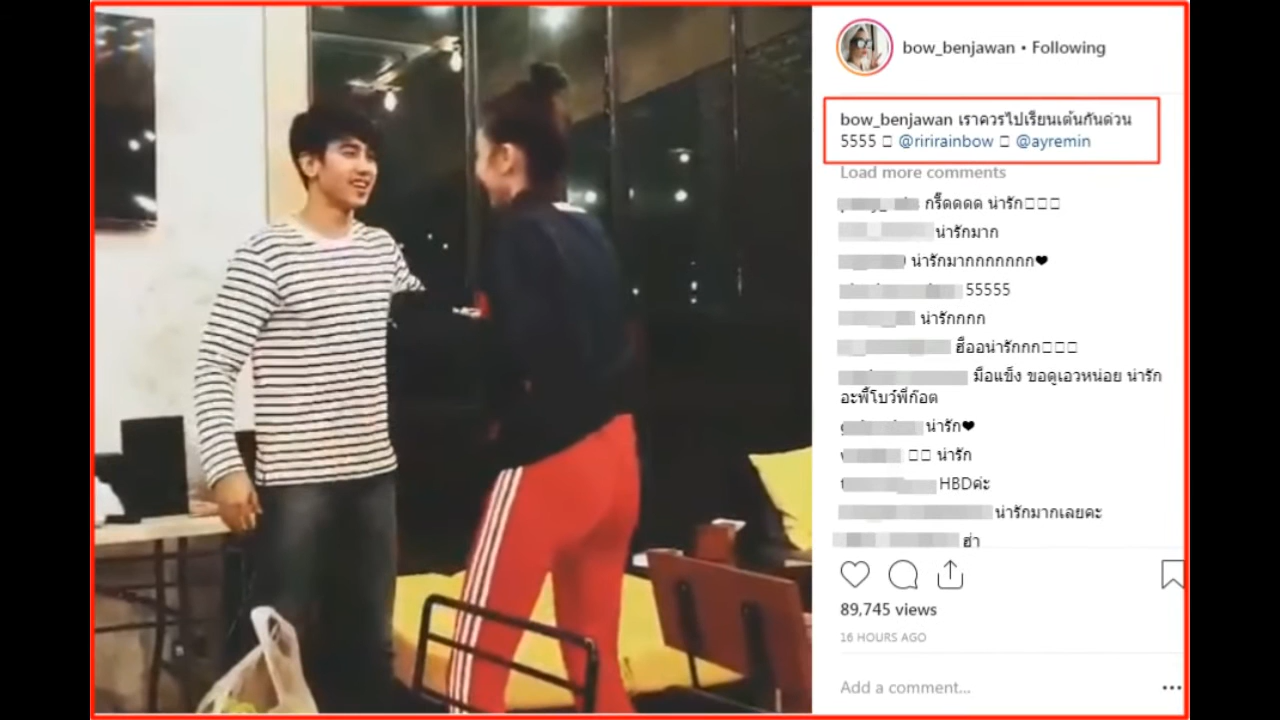 bow_benjawan • Following
bow_benjawan เราควรไปเรียนเต้นกันด่วน
5555 @ririrainbow @ayremin
Load more comments
กรี๊ดดดด น่ารัก
น่ารักมาก
น่ารักมากกกกกกก❤
55555
น่ารักกกก
ฮื่ออน่ารักกก
มือแข็ง ขอดูเอวหน่อย น่ารัก
อะพี้โบว์พี่ก๊อต
น่ารัก❤
น่ารัก
HBDค่ะ
น่ารักมากเลยคะ
ฮ่า
89,745 views
16 HOURS AGO
Add a comment...